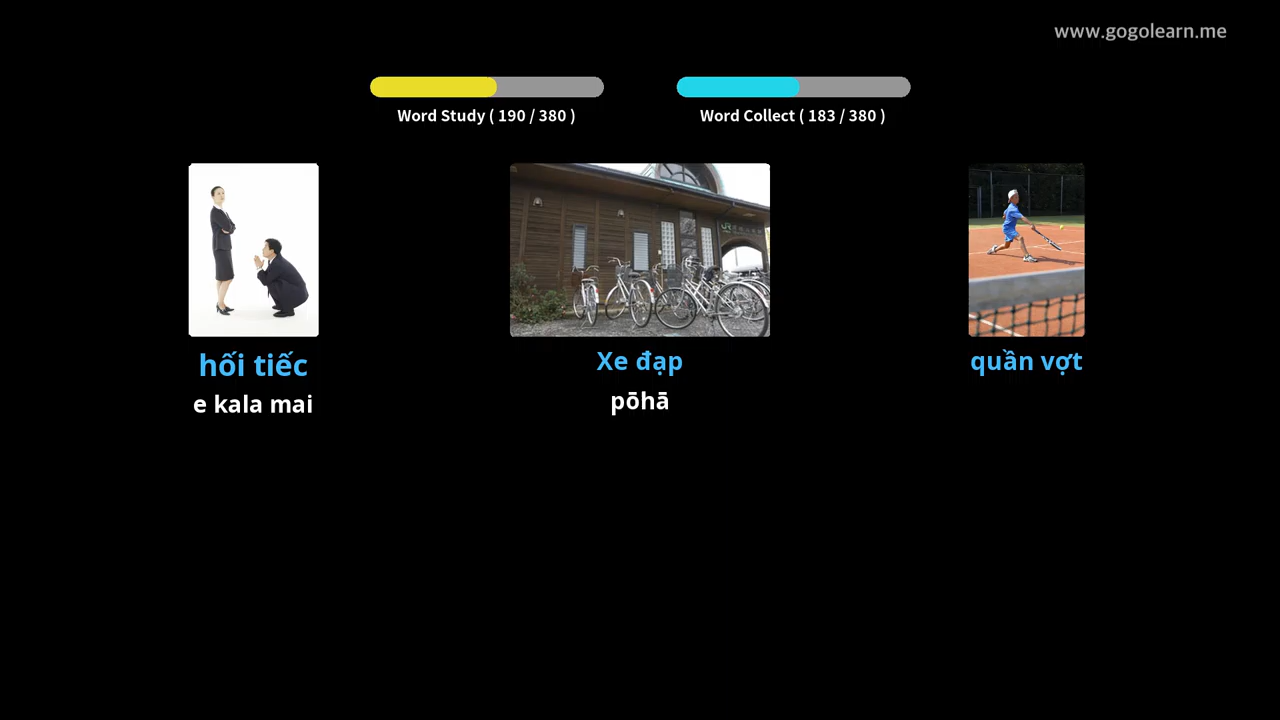 www.gogolearn.me
Word Study ( 190 / 380 )
Word Collect ( 183 / 380 )
hối tiếc
e kala mai
Xe đạp
pōhā
quần vợt